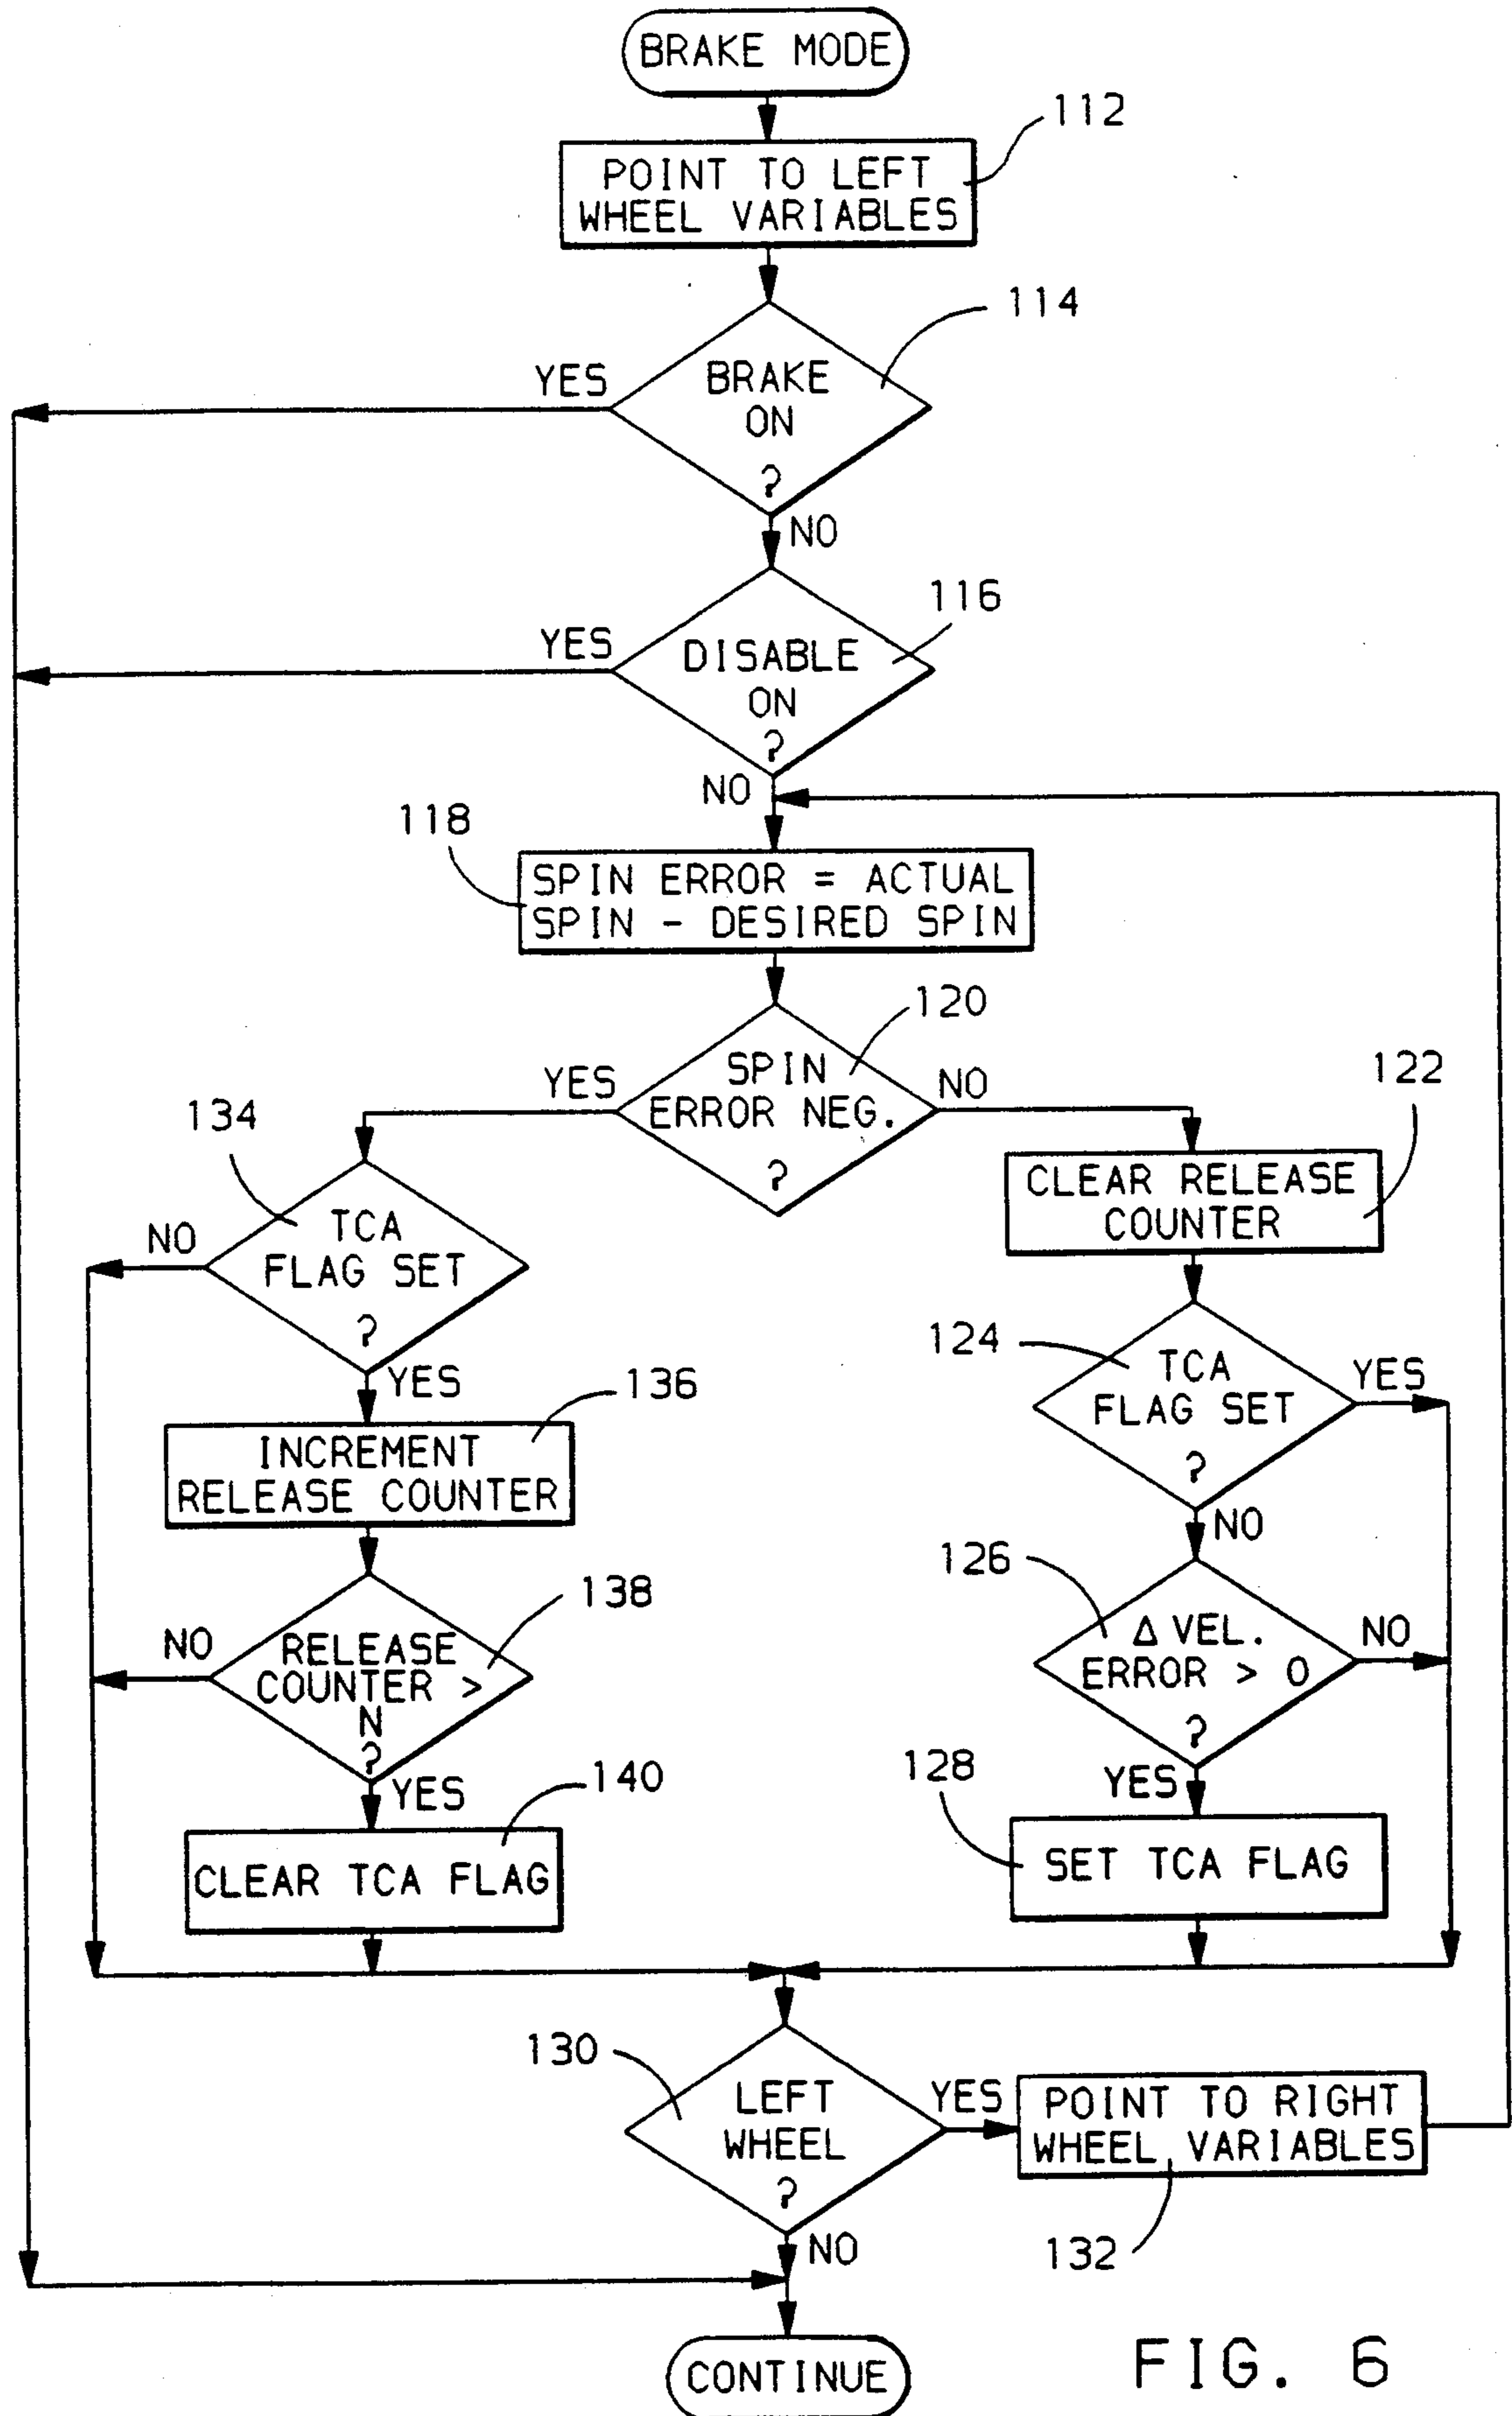 BRAKE MODE
112
POINT TO LEFT
WHEEL VARIABLES
114
YES
BRAKE
ON
?
NO
116
YES
DISABLE
ON
?
NO
118
SPIN ERROR = ACTUAL
SPIN - DESIRED SPIN
120
YES
SPIN
ERROR NEG.
?
NO
122
CLEAR RELEASE
COUNTER
134
NO
TCA
FLAG SET
?
YES
124
TCA
FLAG SET
?
YES
NO
136
INCREMENT
RELEASE COUNTER
126
Δ VEL.
ERROR > 0
?
NO
YES
138
NO
RELEASE
COUNTER >
N
?
YES
128
SET TCA FLAG
140
CLEAR TCA FLAG
130
LEFT
WHEEL
?
YES
NO
POINT TO RIGHT
WHEEL VARIABLES
132
CONTINUE
FIG. 6